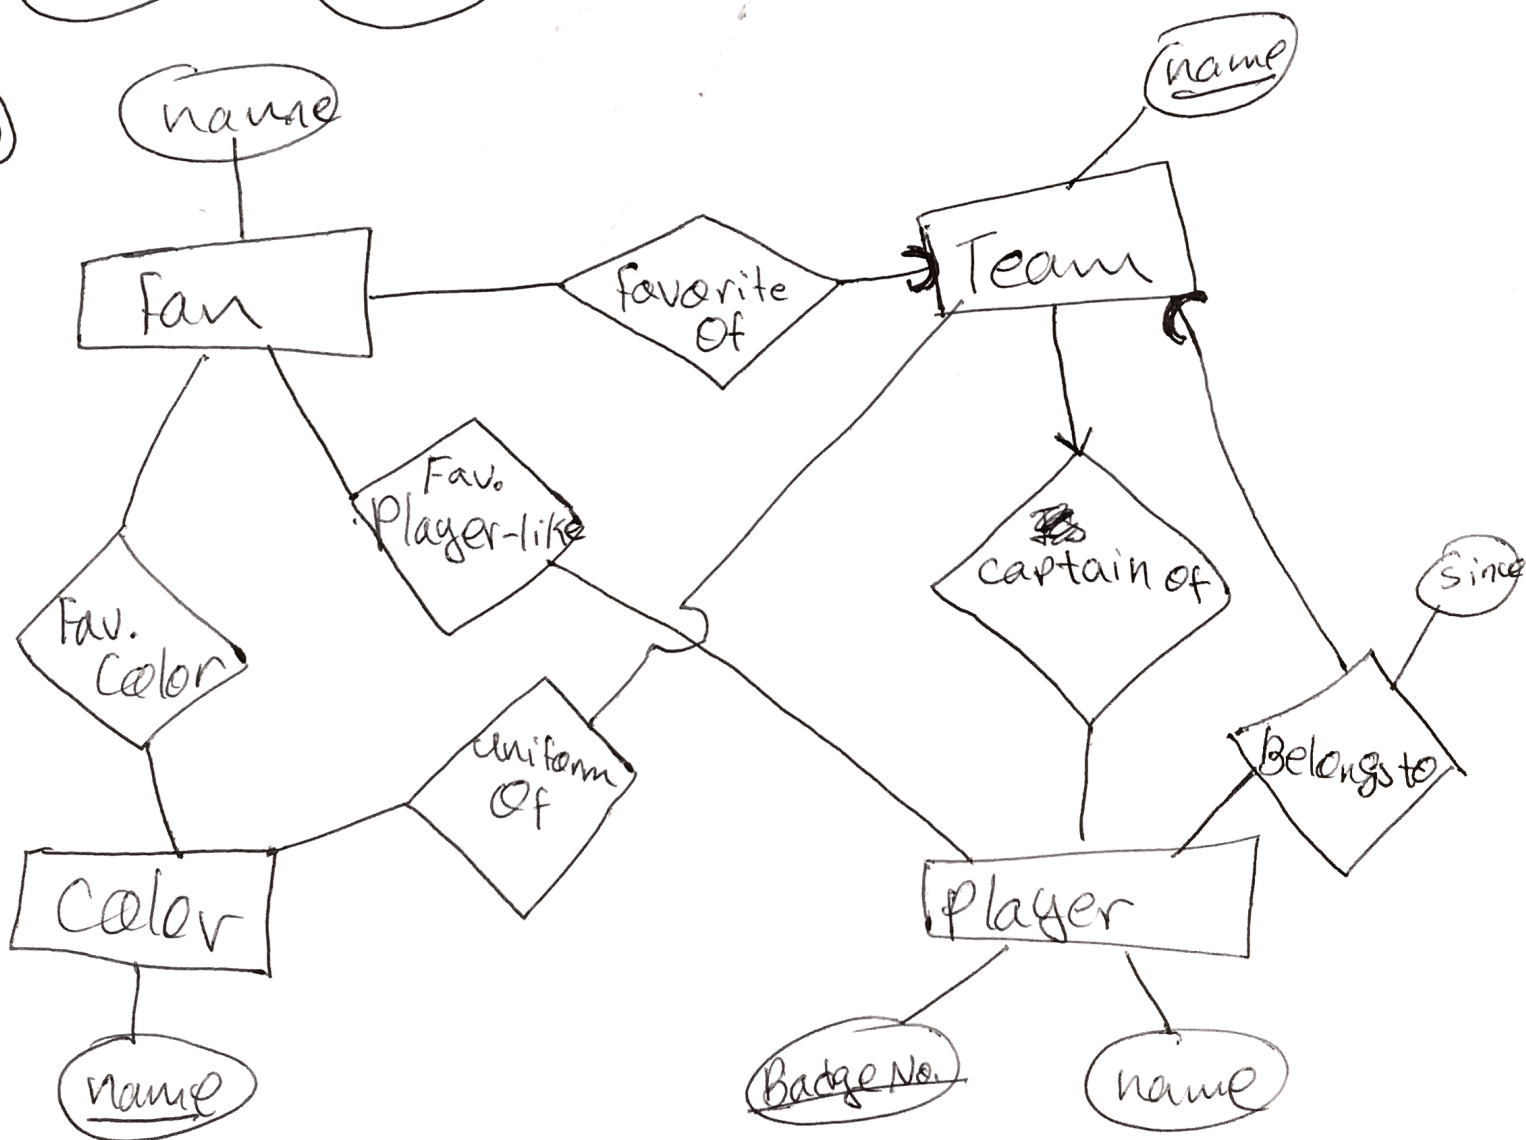 name
name
Fan
favorite
Of
Team
Fav.
Player-like
captain of
since
Fav.
Color
uniform
Of
Belongs to
Color
Player
name
Badge No.
name